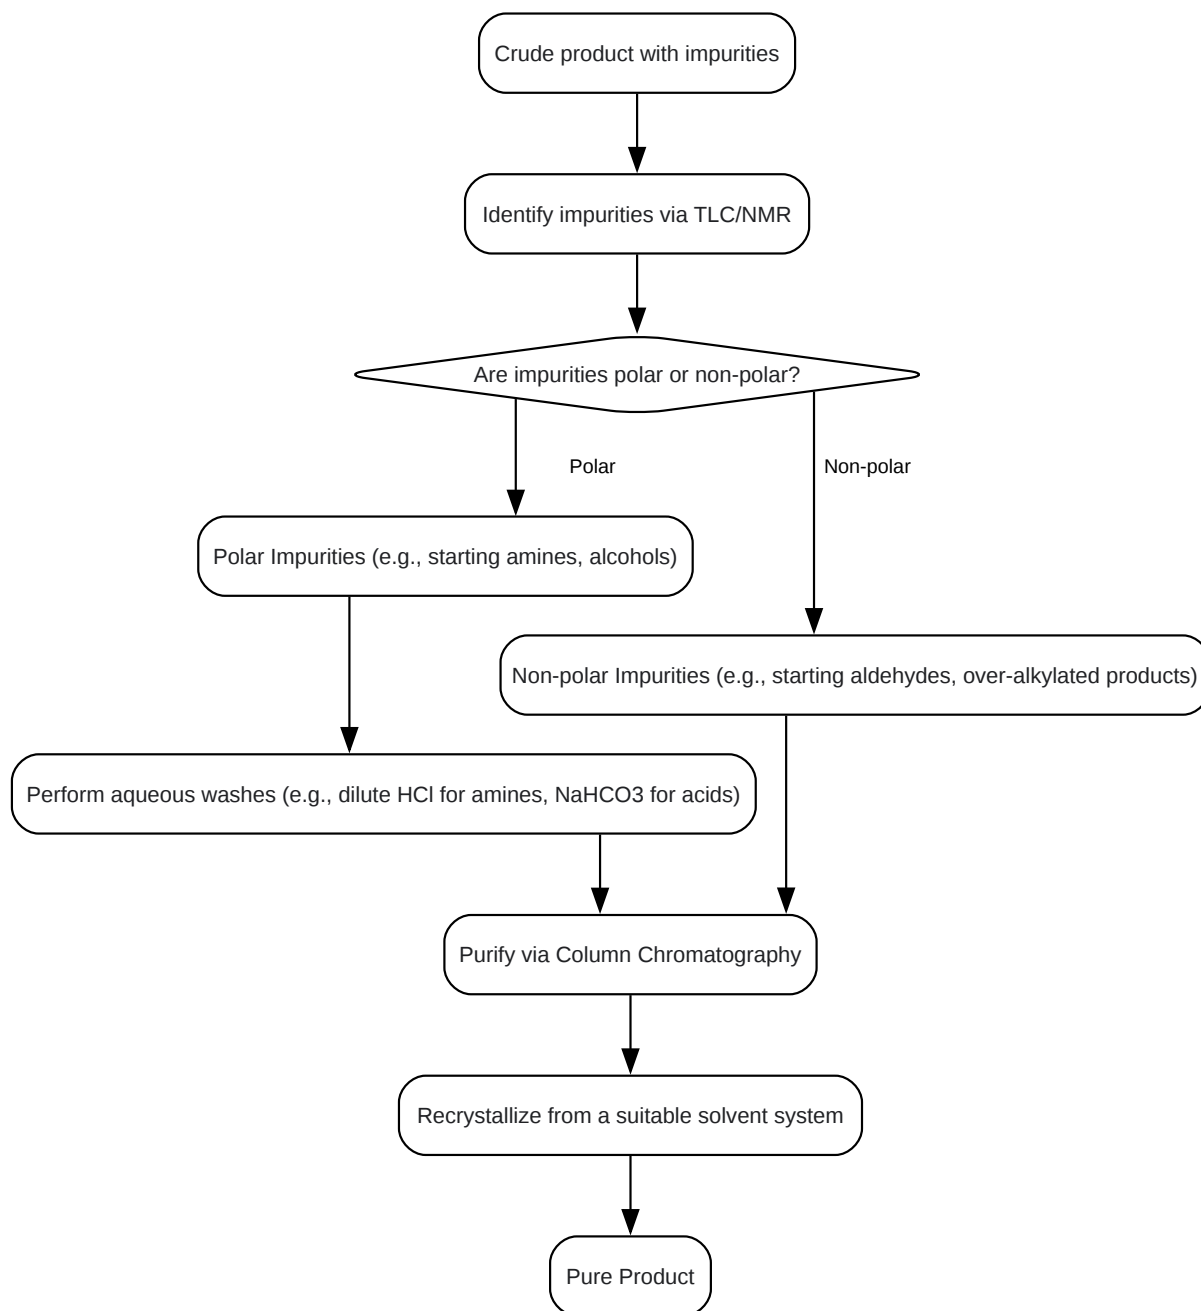 Crude product with impurities
Identify impurities via TLC/NMR
Are impurities polar or non-polar?
Polar
Non-polar
Polar Impurities (e.g., starting amines, alcohols)
Non-polar Impurities (e.g., starting aldehydes, over-alkylated products)
Perform aqueous washes (e.g., dilute HCl for amines, NaHCO3 for acids)
Purify via Column Chromatography
Recrystallize from a suitable solvent system
Pure Product